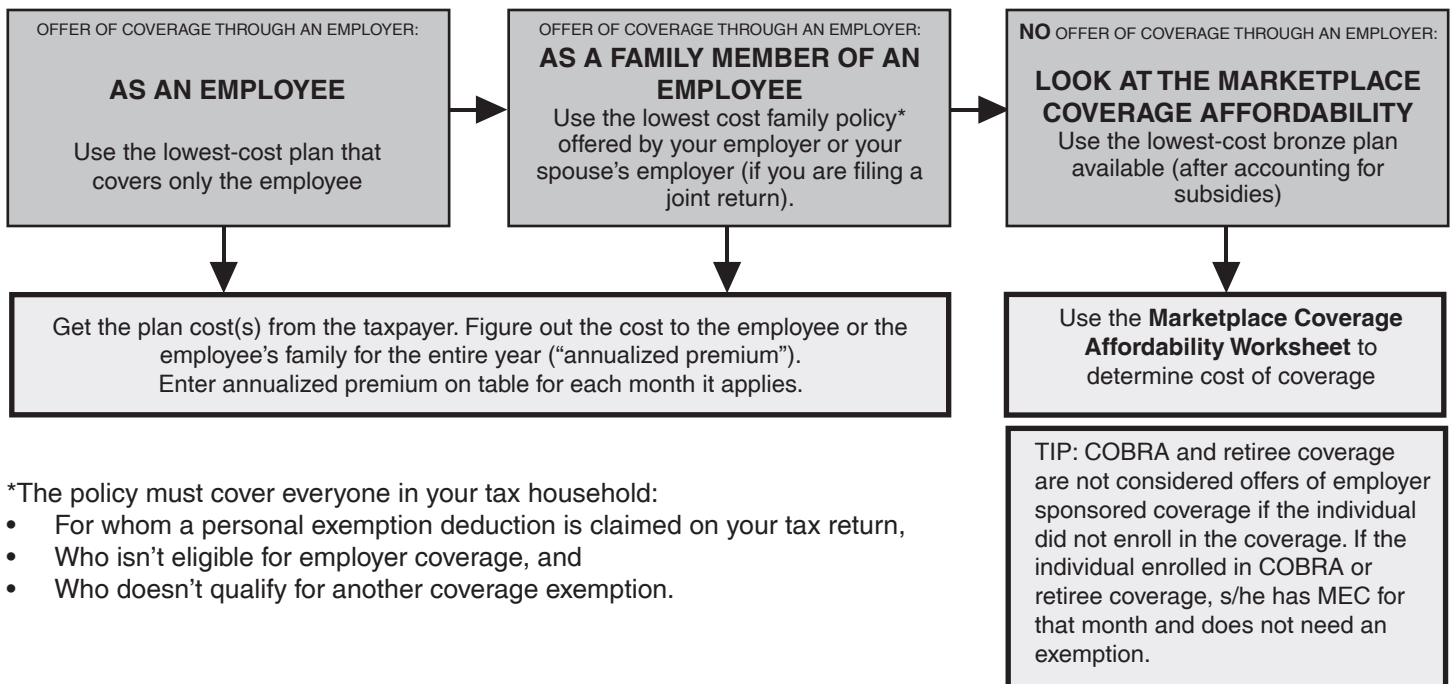 OFFER OF COVERAGE THROUGH AN EMPLOYER:
AS AN EMPLOYEE
Use the lowest-cost plan that
covers only the employee
OFFER OF COVERAGE THROUGH AN EMPLOYER:
AS A FAMILY MEMBER OF AN
EMPLOYEE
Use the lowest cost family policy*
offered by your employer or your
spouse's employer (if you are filing a
joint return).
NO OFFER OF COVERAGE THROUGH AN EMPLOYER:
LOOK AT THE MARKETPLACE
COVERAGE AFFORDABILITY
Use the lowest-cost bronze plan
available (after accounting for
subsidies)
Get the plan cost(s) from the taxpayer. Figure out the cost to the employee or the
employee's family for the entire year (“annualized premium”).
Enter annualized premium on table for each month it applies.
Use the Marketplace Coverage
Affordability Worksheet to
determine cost of coverage
TIP: COBRA and retiree coverage
are not considered offers of employer
sponsored coverage if the individual
did not enroll in the coverage. If the
individual enrolled in COBRA or
retiree coverage, s/he has MEC for
that month and does not need an
exemption.
*The policy must cover everyone in your tax household:
• For whom a personal exemption deduction is claimed on your tax return,
• Who isn't eligible for employer coverage, and
• Who doesn't qualify for another coverage exemption.